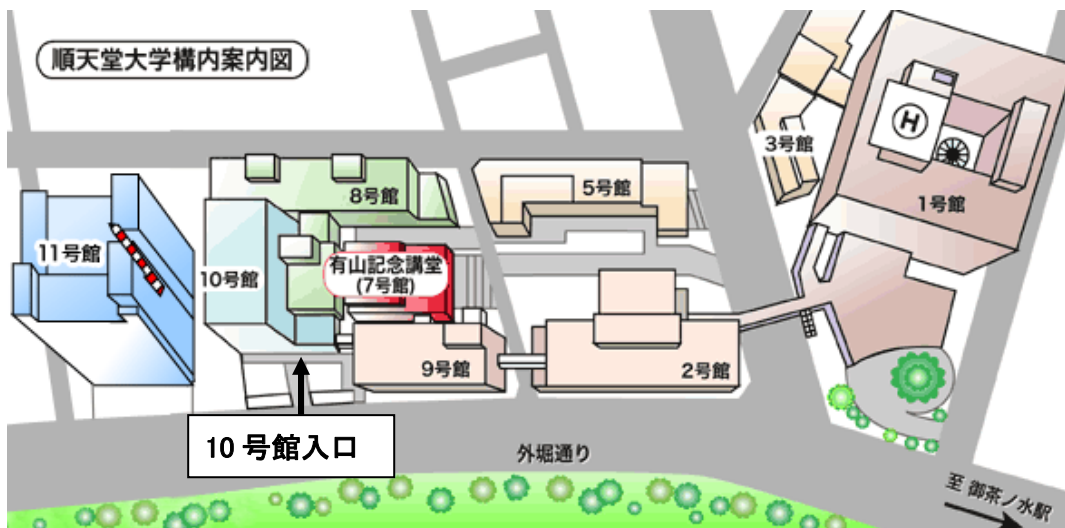 順天堂大学構内案内図
3号館
H
5号館
8号館
1号館
11号館
有山記念講堂
(7号館)
10号館
9号館
2号館
10号館入口
外堀通り
至 御茶ノ水駅